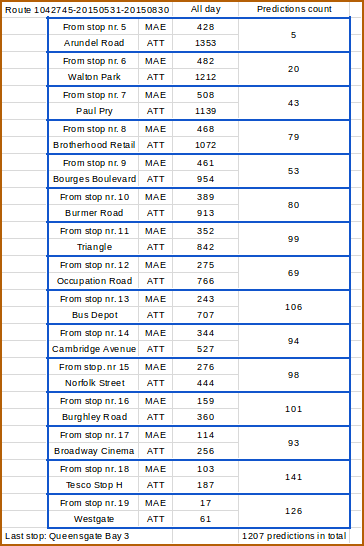 Route 1042745-20150531-20150830 All day Predictions count
From stop nr. 5 MAE 428
5
Arundel Road ATT 1353
From stop nr. 6 MAE 482
20
Walton Park ATT 1212
From stop nr. 7 MAE 508
43
Paul Pry ATT 1139
From stop nr. 8 MAE 468
79
Brotherhood Retail ATT 1072
From stop nr. 9 MAE 461
53
Bourges Boulevard ATT 954
From stop nr. 10 MAE 389
80
Burmer Road ATT 913
From stop nr. 11 MAE 352
99
Triangle ATT 842
From stop nr. 12 MAE 275
69
Occupation Road ATT 766
From stop nr. 13 MAE 243
106
Bus Depot ATT 707
From stop nr. 14 MAE 344
94
Cambridge Avenue ATT 527
From stop. nr 15 MAE 276
98
Norfolk Street ATT 444
From stop nr. 16 MAE 159
101
Burghley Road ATT 360
From stop nr. 17 MAE 114
93
Broadway Cinema ATT 256
From stop nr. 18 MAE 103
141
Tesco Stop H ATT 187
From stop nr. 19 MAE 17
126
Westgate ATT 61
Last stop: Queensgate Bay 3 1207 predictions in total